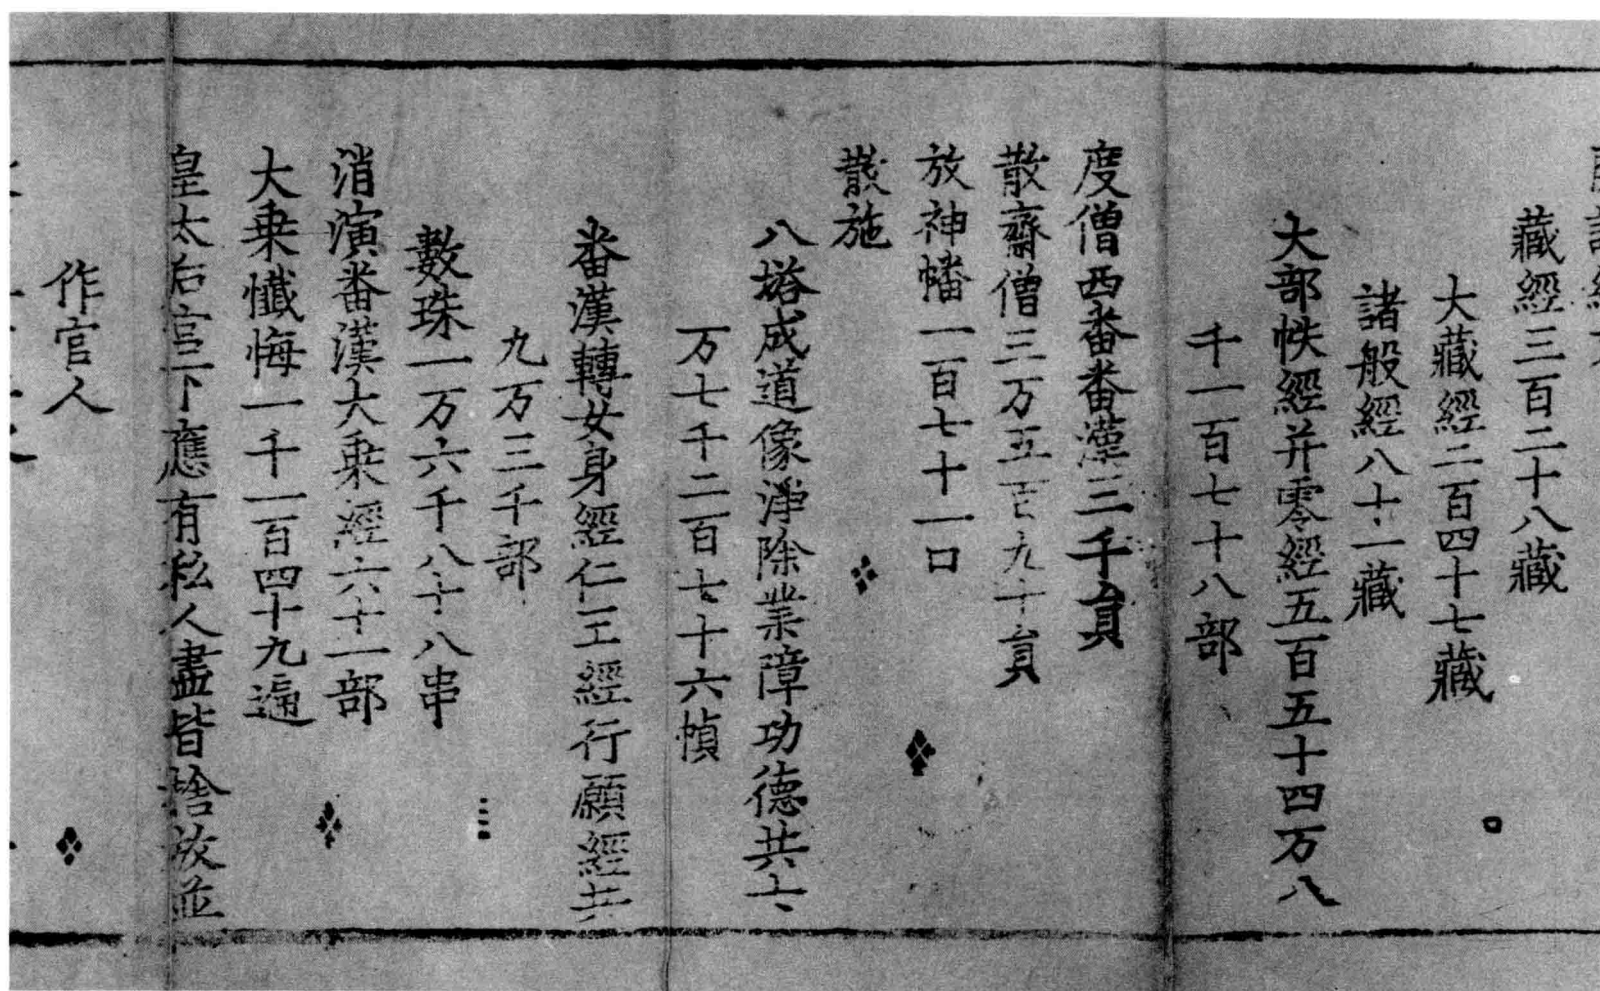 藏經三百二十八藏
大藏經二百四十七藏
諸般經八十一藏
大部帙經并零經五百五十四万八
千一百七十八部
度僧西番番漢三千員
散齋僧三万五百九十員
放神幡一百七十一口
散施
八塔成道像淨除業障功德共七
万七千二百七十六幀
番漢轉女身經仁王經行願經共
九万三千部
數珠一万六千八十八串
消演番漢大乗經六十一部
大乗懺悔一千一百四十九遍
皇太后宫下應有私人盡皆捨放並
作官人